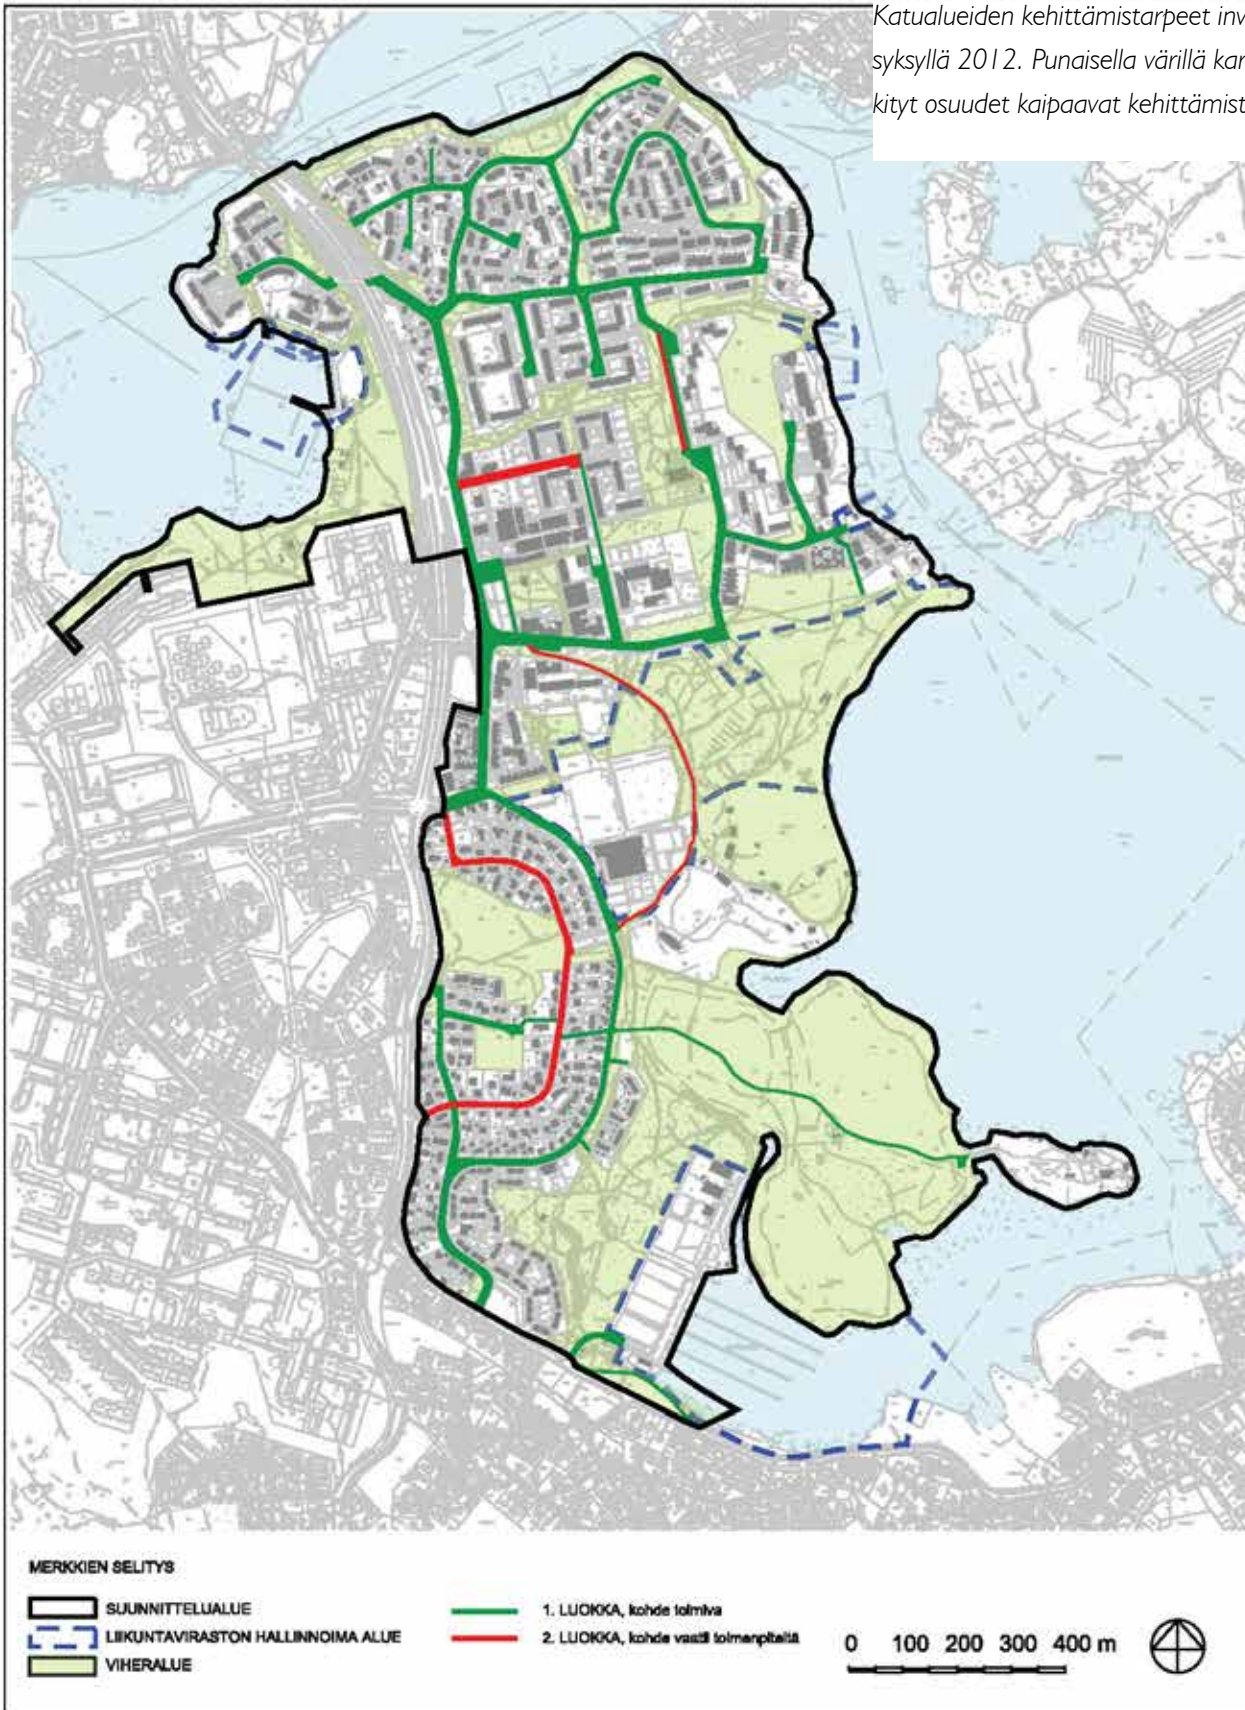 Katualueiden kehittämistarpeet inv
syksyllä 2012. Punaisella värillä kar
kityt osuudet kaipaavat kehittämist
MERKKIEN SELITYS
SUUNNITTELUALUE
LIIKUNTAVIRASTON HALLINNOIMA ALUE
VIHERALUE
1. LUOKKA, kohde toimiva
2. LUOKKA, kohde vaatii toimenpiteitä
0 100 200 300 400 m